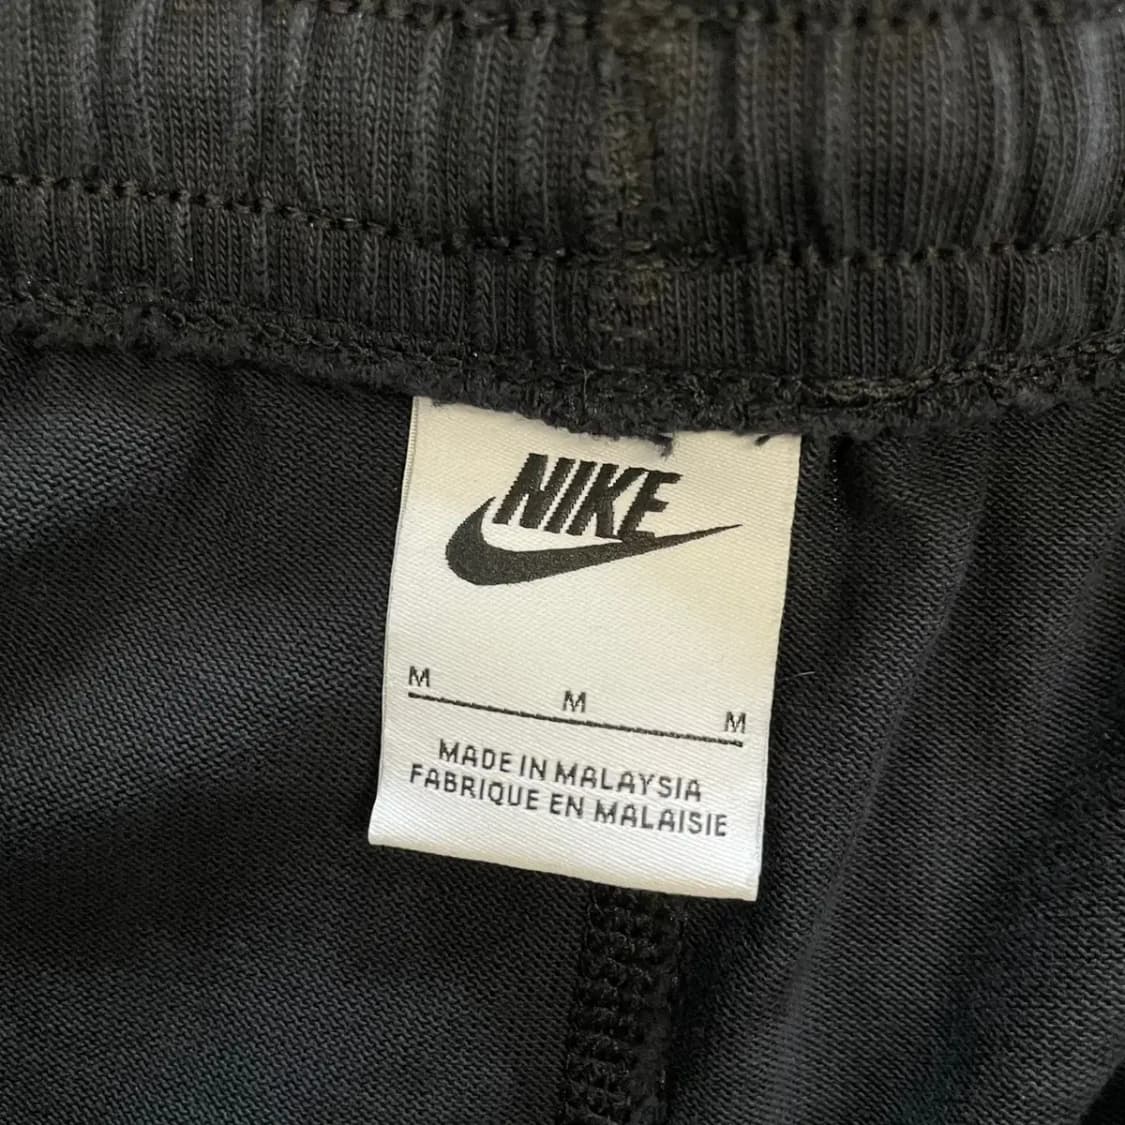 NIKE
M M M
MADE IN MALAYSIA
FABRIQUE EN MALAISIE